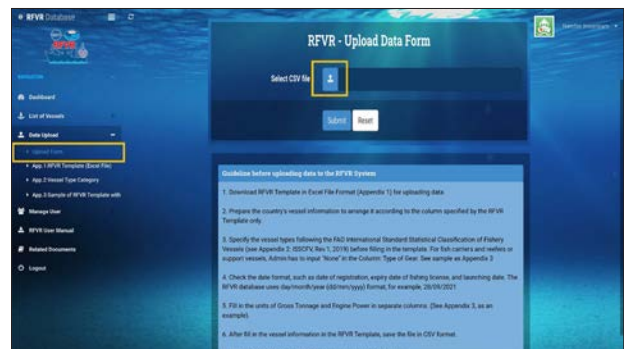 RFVR Database
RFVR
NAVIGATION
Dashboard
List of Vessels
Data Upload
Upload Form
App.1 RFVR Template (Excel File)
App.2 Vessel Type Category
App.3 Sample of RFVR Template with
Manage User
RFVR User Manual
Related Documents
Logout
RFVR - Upload Data Form
Select CSV file
Submit Reset
Guideline before uploading data to the RFVR System
1. Download RFVR Template in Excel File Format (Appendix 1) for uploading data.
2. Prepare the country's vessel information to arrange it according to the column specified by the RFVR
Template only.
3. Specify the vessel types following the FAO International Standard Statistical Classification of Fishery
Vessels (see Appendix 2: ISSCFV, Rev.1, 2019) before filling in the template. For fish carriers and reefers or
support vessels, Admin has to input "None" in the Column: Type of Gear. See sample as Appendix 3
4. Check the date format, such as date of registration, expiry date of fishing license, and launching date. The
RFVR database uses day/month/year (dd/mm/yyyy) format, for example, 28/05/2021
5. Fill in the units of Gross Tonnage and Engine Power in separate columns. (See Appendix 3, as an
example).
6. After fill in the vessel information in the RFVR Template, save the file in CSV format.